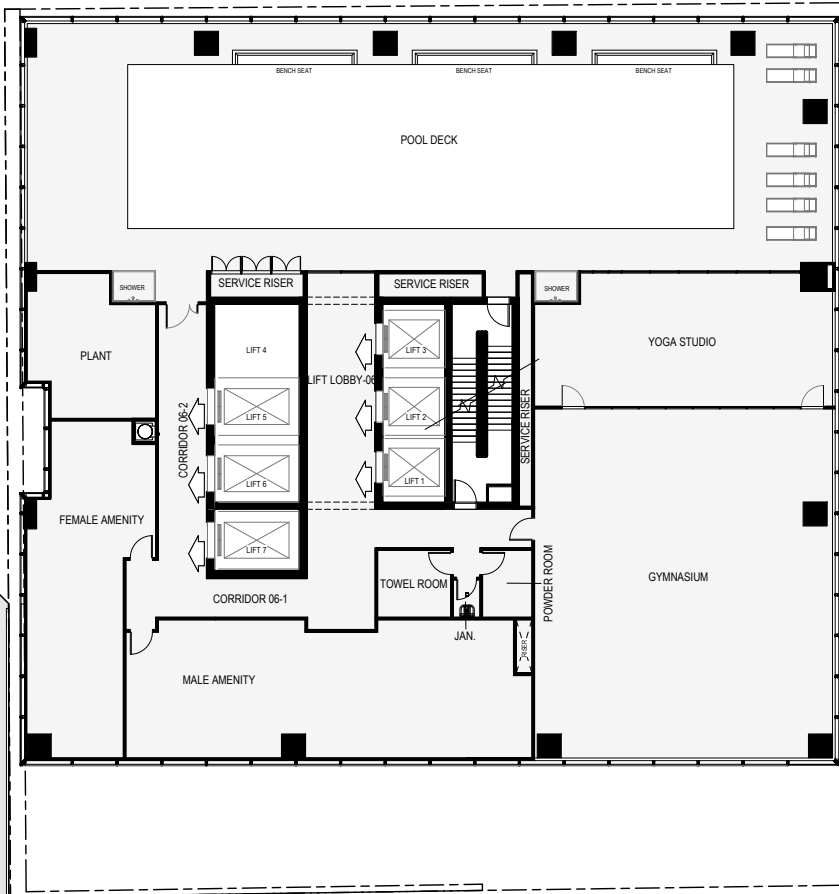 BENCH SEAT
BENCH SEAT
BENCH SEAT
POOL DECK
SERVICE RISER
SERVICE RISER
SHOWER
SHOWER
YOGA STUDIO
LIFT 4
LIFT 3
PLANT
LIFT LOBBY-06
LIFT 5
LIFT 2
CORRIDOR 06-2
SERVICE RISER
LIFT 6
LIFT 1
FEMALE AMENITY
LIFT 7
GYMNASIUM
TOWEL ROOM
POWDER ROOM
CORRIDOR 06-1
JAN.
RISER
MALE AMENITY